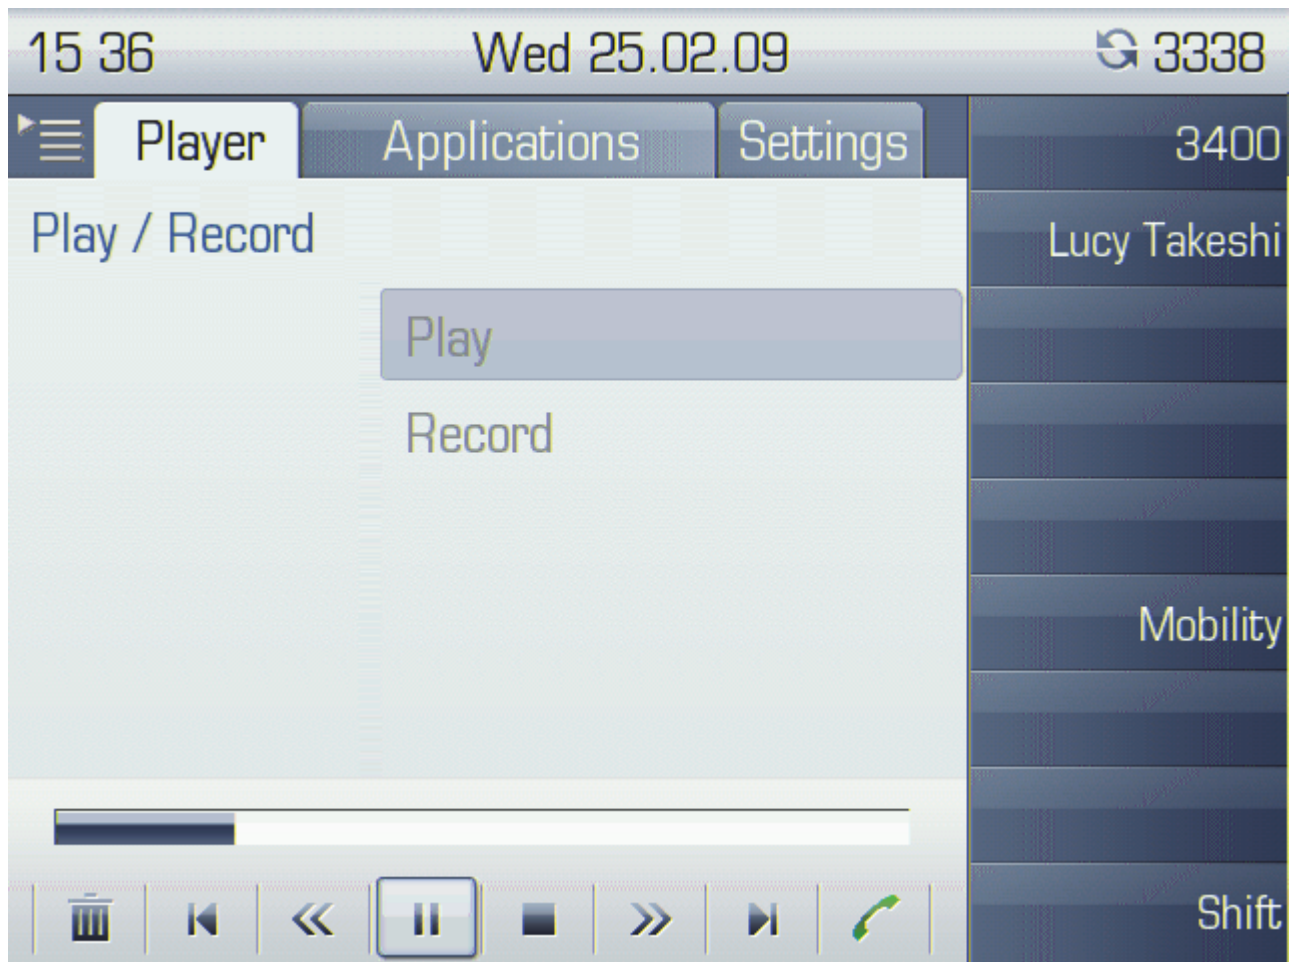 15 36
Wed 25.02.09
3338
Player
Applications
Settings
3400
Play / Record
Lucy Takeshi
Play
Record
Mobility
Shift